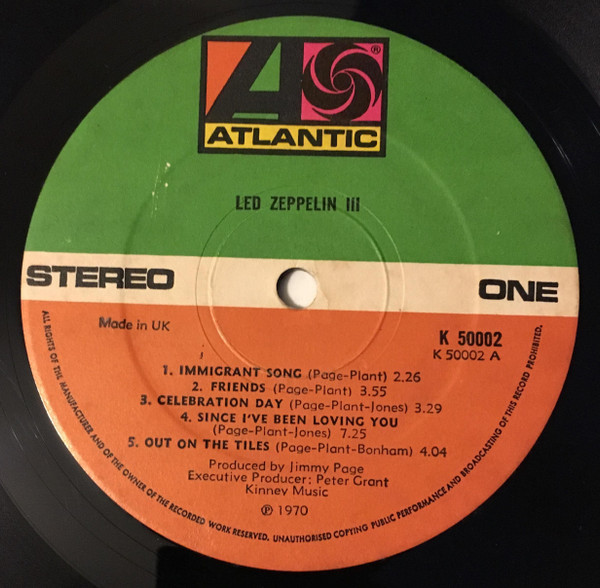 ATLANTIC
®
LED ZEPPELIN III
STEREO
ONE
Made in UK
K 50002
K 50002 A
1. IMMIGRANT SONG (Page-Plant) 2.26
2. FRIENDS (Page-Plant) 3.55
3. CELEBRATION DAY (Page-Plant-Jones) 3.29
4. SINCE I'VE BEEN LOVING YOU
(Page-Plant-Jones) 7.25
5. OUT ON THE TILES (Page-Plant-Bonham) 4.04
Produced by Jimmy Page
Executive Producer: Peter Grant
Kinney Music
℗ 1970
ALL RIGHTS OF THE MANUFACTURER AND OF THE OWNER OF THE RECORDED WORK RESERVED. UNAUTHORISED COPYING PUBLIC PERFORMANCE AND BROADCASTING OF THIS RECORD PROHIBITED.